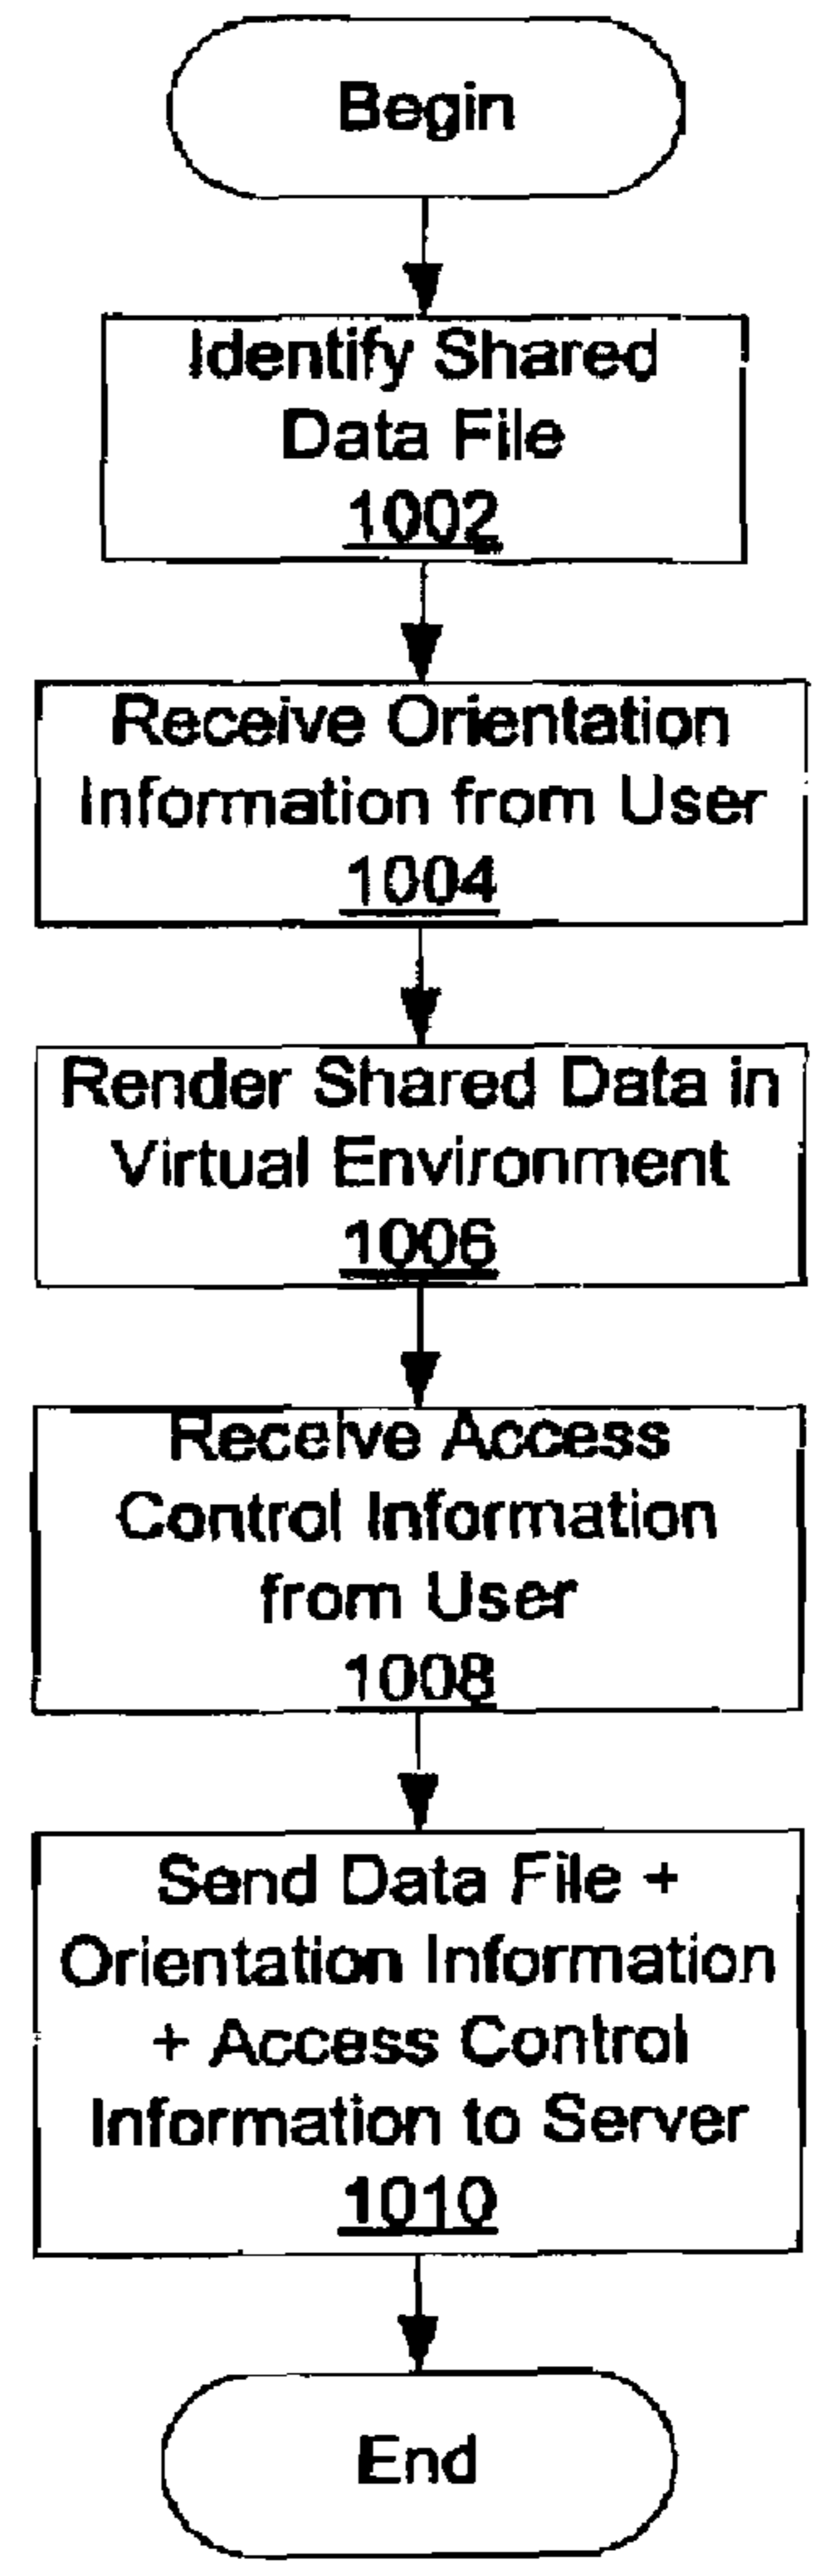 Begin
Identify Shared
Data File
1002
Receive Orientation
Information from User
1004
Render Shared Data in
Virtual Environment
1006
Receive Access
Control Information
from User
1008
Send Data File +
Orientation Information
+ Access Control
Information to Server
1010
End